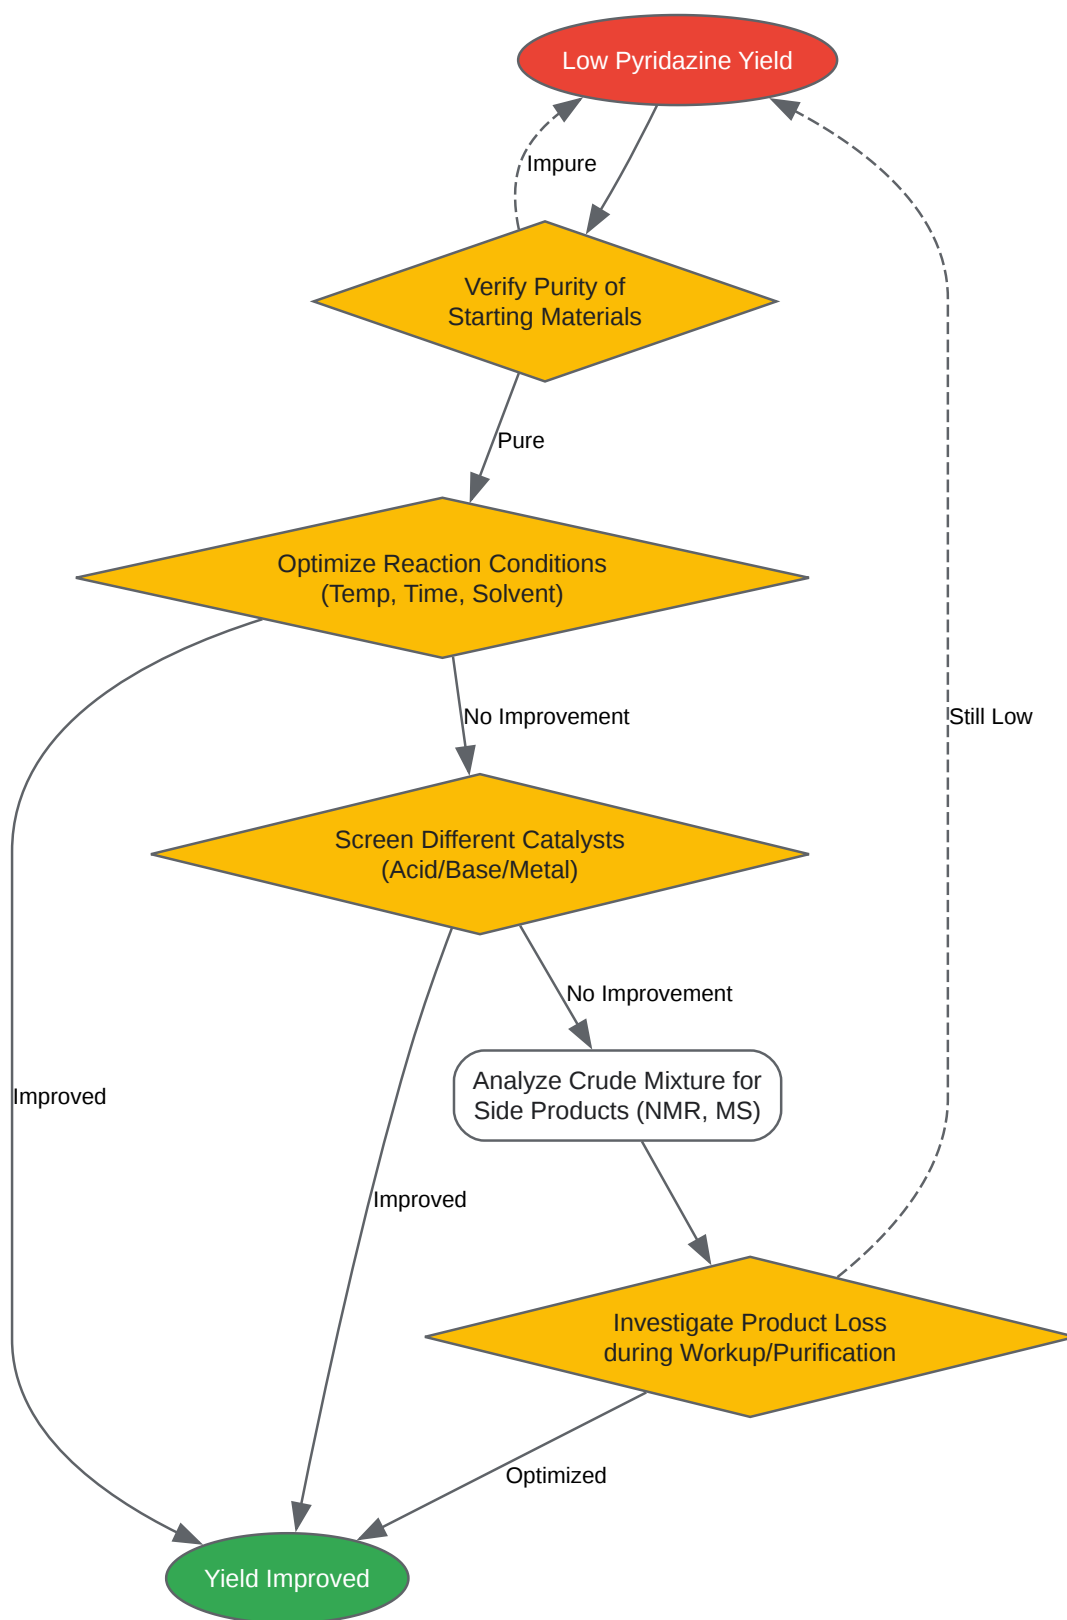 Low Pyridazine Yield
Impure
Verify Purity of
Starting Materials
Pure
Optimize Reaction Conditions
(Temp, Time, Solvent)
No Improvement
Still Low
Screen Different Catalysts
(Acid/Base/Metal)
No Improvement
Analyze Crude Mixture for
Side Products (NMR, MS)
Improved
Improved
Investigate Product Loss
during Workup/Purification
Optimized
Yield Improved